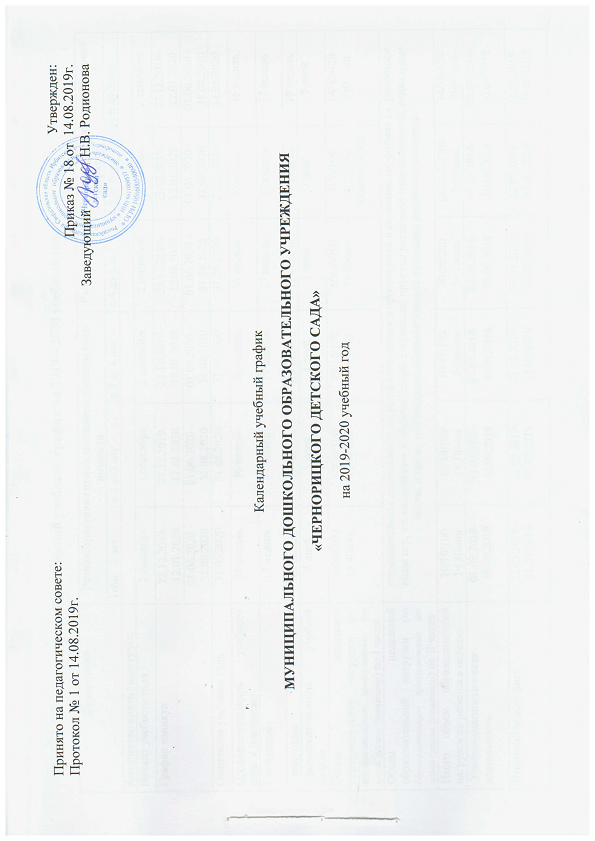 Принято на педагогическом совете:
Протокол № 1 от 14.08.2019г.
Утвержден:
Приказ № 18 от 14.08.2019г.
Заведующий Н.В. Родионова
Календарный учебный график
МУНИЦИПАЛЬНОГО ДОШКОЛЬНОГО ОБРАЗОВАТЕЛЬНОГО УЧРЕЖДЕНИЯ
«ЧЕРНОРИЦКОГО ДЕТСКОГО САДА»
на 2019-2020 учебный год